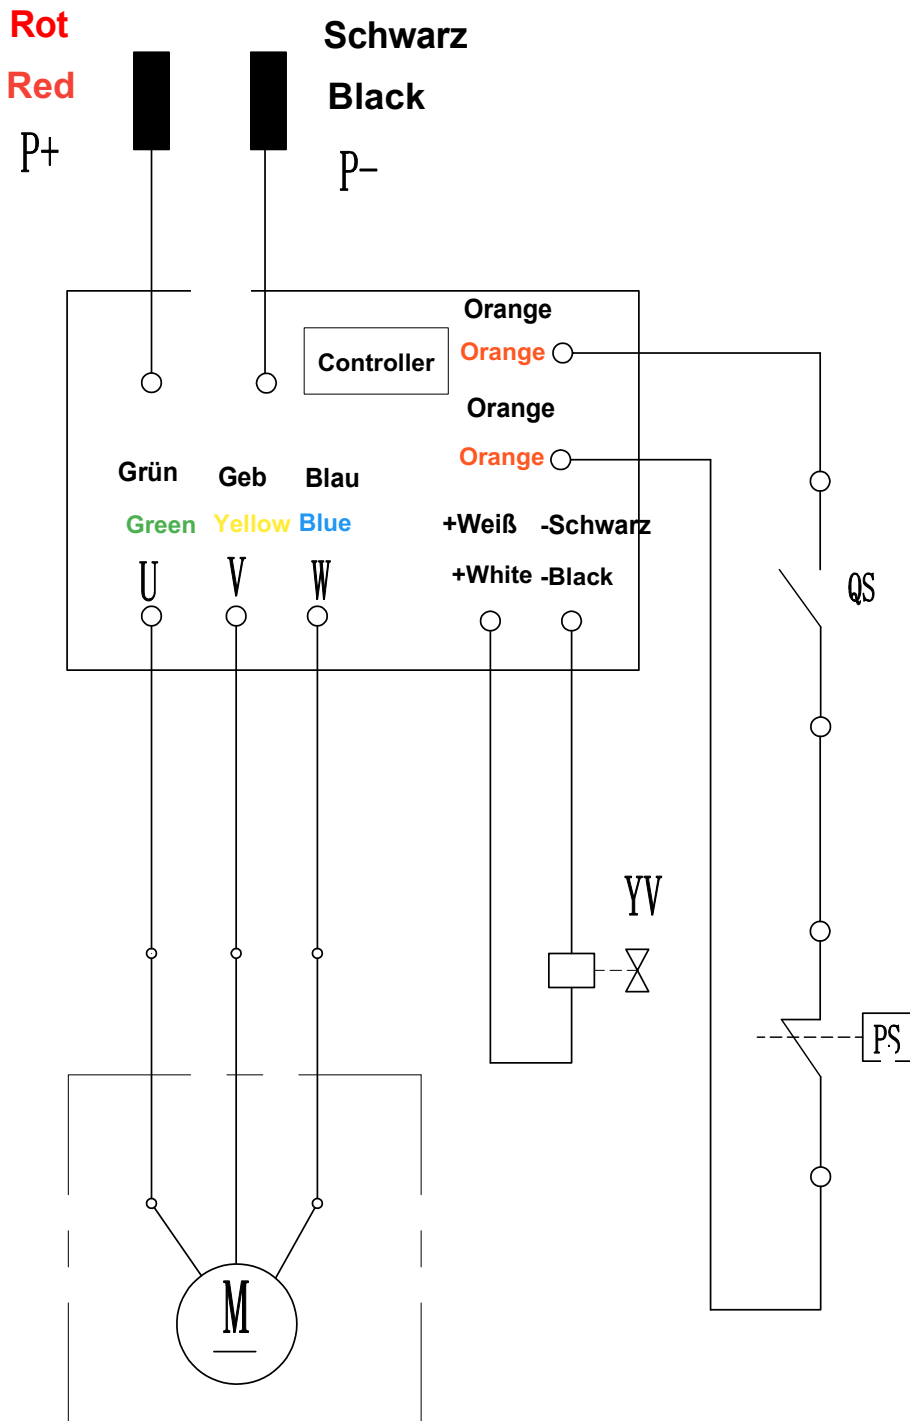 Rot
Schwarz
Red
Black
P+
P-
Orange
Controller
Orange
Orange
Orange
Grün Geb Blau
Green Yellow Blue
+Weiß -Schwarz
+White -Black
U V W
QS
YV
PS
M